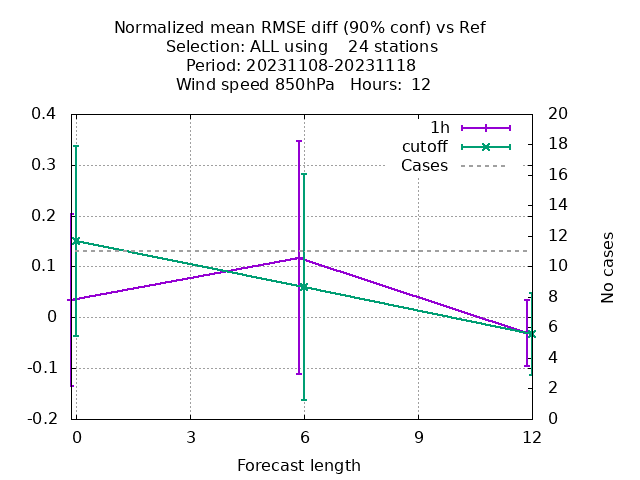 Normalized mean RMSE diff (90% conf) vs Ref
Selection: ALL using    24 stations
Period: 20231108-20231118
Wind speed 850hPa   Hours:  12
0.4
0.3
0.2
0.1
0
-0.1
-0.2
1h
cutoff
Cases
20
18
16
14
12
10
8
6
4
2
0
No cases
0
3
6
9
12
Forecast length